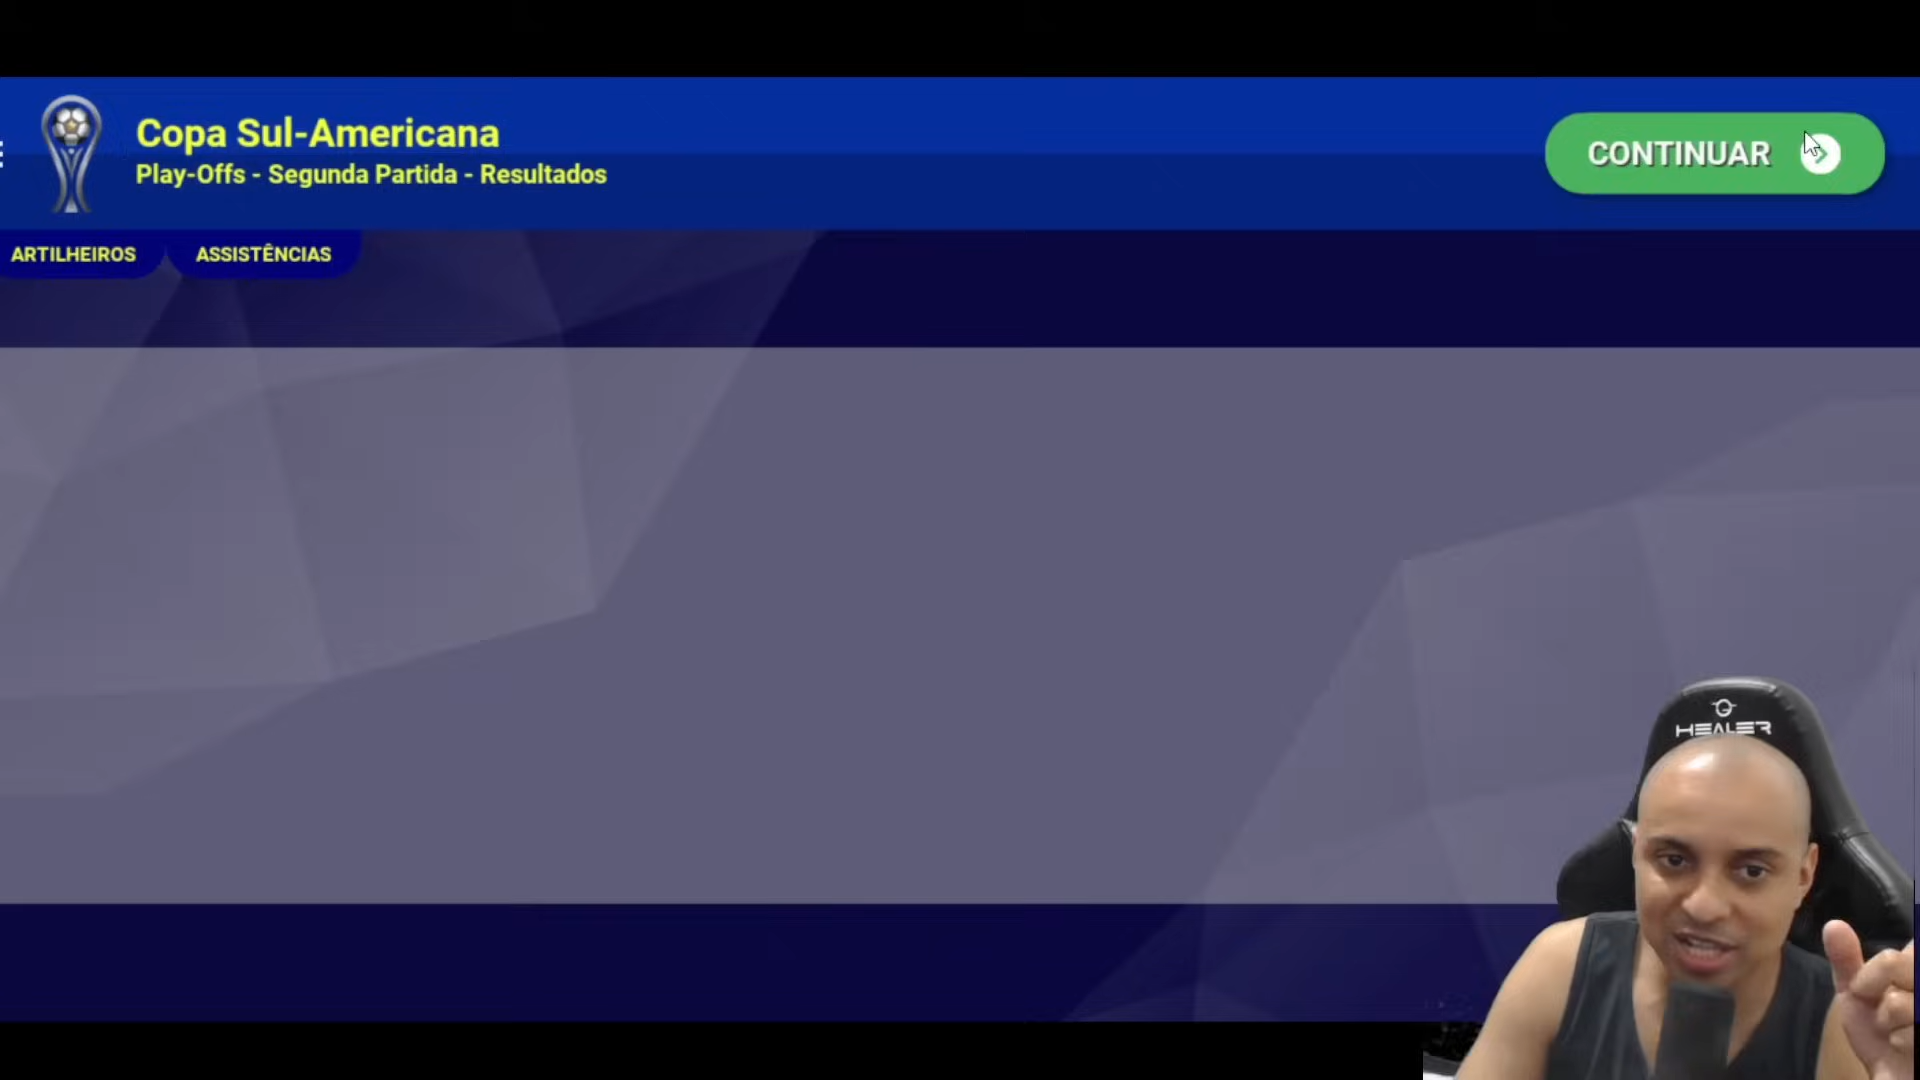 Copa Sul-Americana
Play-Offs - Segunda Partida - Resultados
CONTINUAR
ARTILHEIROS
ASSISTÊNCIAS
HEALER